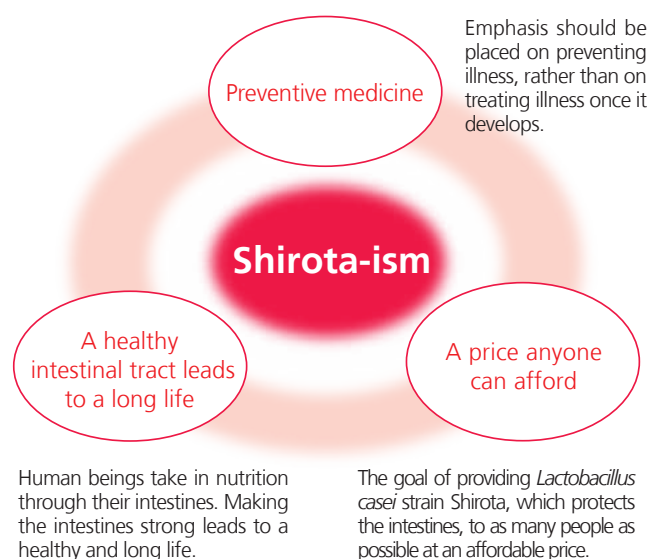 Emphasis should be
placed on preventing
illness, rather than on
treating illness once it
develops.
Preventive medicine
Shirota-ism
A healthy
intestinal tract leads
to a long life
A price anyone
can afford
Human beings take in nutrition
through their intestines. Making
the intestines strong leads to a
healthy and long life.
The goal of providing Lactobacillus
casei strain Shirota, which protects
the intestines, to as many people as
possible at an affordable price.